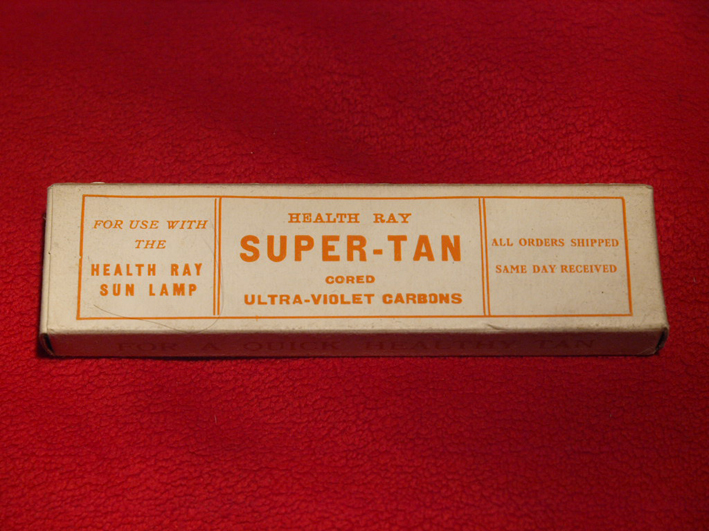 FOR USE WITH
THE
HEALTH RAY
SUN LAMP
HEALTH RAY
SUPER-TAN
CORED
ULTRA-VIOLET CARBONS
ALL ORDERS SHIPPED
SAME DAY RECEIVED
FOR A QUICK HEALTHY TAN